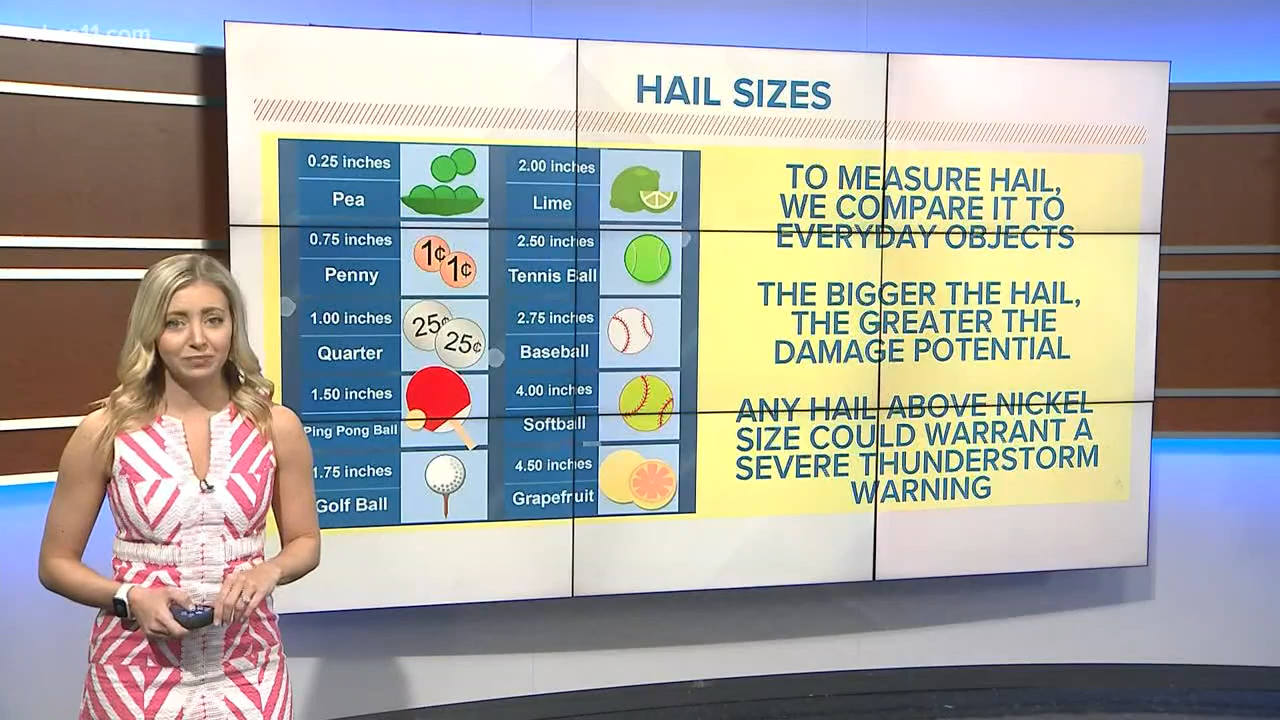 HAIL SIZES
0.25 inches
Pea
0.75 inches
Penny
1¢ 1¢
1.00 inches
Quarter
25¢ 25¢
1.50 inches
Ping Pong Ball
1.75 inches
Golf Ball
2.00 inches
Lime
2.50 inches
Tennis Ball
2.75 inches
Baseball
4.00 inches
Softball
4.50 inches
Grapefruit
TO MEASURE HAIL,
WE COMPARE IT TO
EVERYDAY OBJECTS
THE BIGGER THE HAIL,
THE GREATER THE
DAMAGE POTENTIAL
ANY HAIL ABOVE NICKEL
SIZE COULD WARRANT A
SEVERE THUNDERSTORM
WARNING